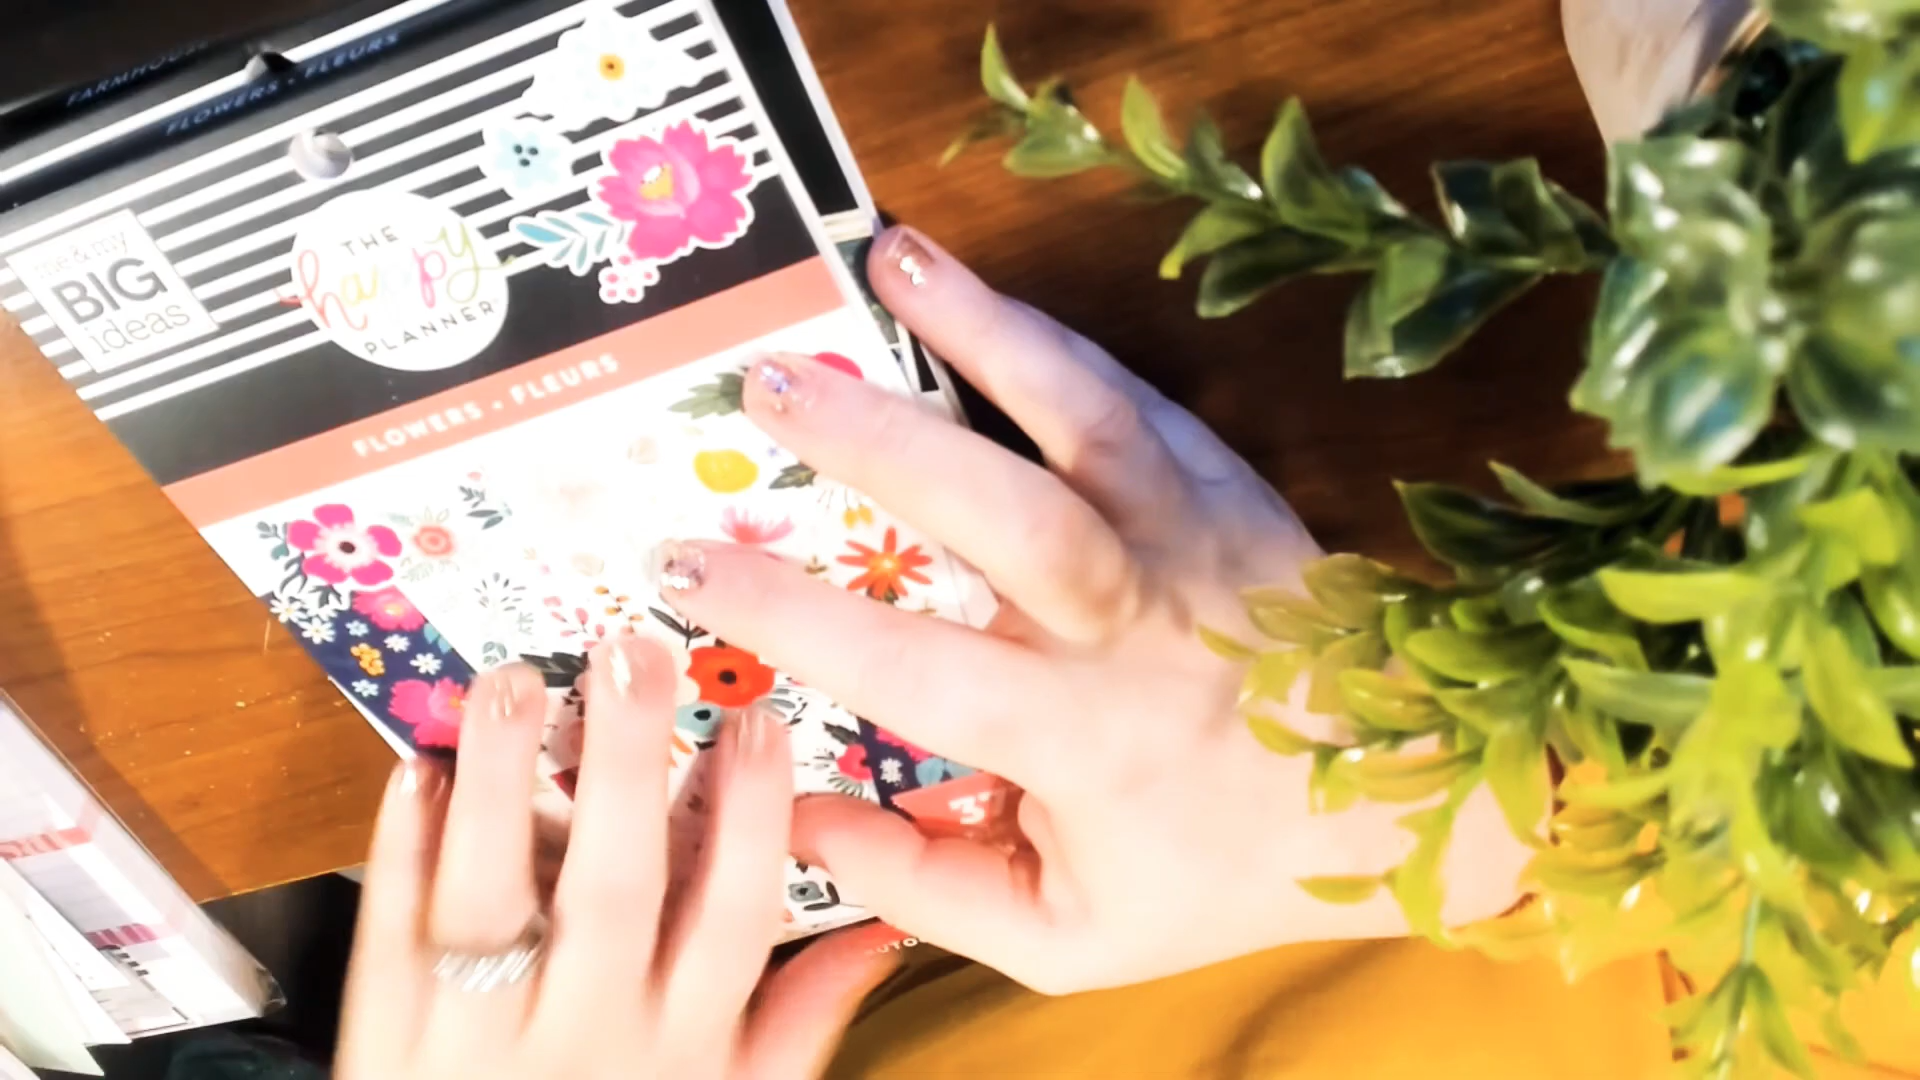 FARMHOUSE
FLOWERS • FLEURS
me & my
BIG
ideas
THE
happy
PLANNER
FLOWERS • FLEURS